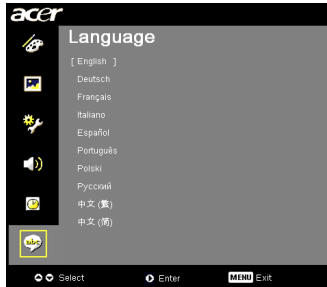 acer
Language
[ English ]
Deutsch
Français
Italiano
Español
Português
Polski
Русский
中文 (繁)
中文 (简)
Select Enter MENU Exit